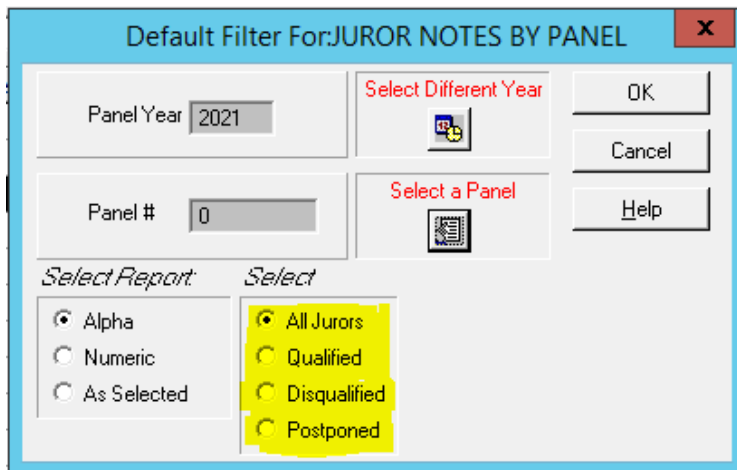 Default Filter For:JUROR NOTES BY PANEL
X
Panel Year 2021
Select Different Year
12
OK
Cancel
Panel # 0
Select a Panel
Help
Select Report:
Alpha
Numeric
As Selected
Select
All Jurors
Qualified
Disqualified
Postponed